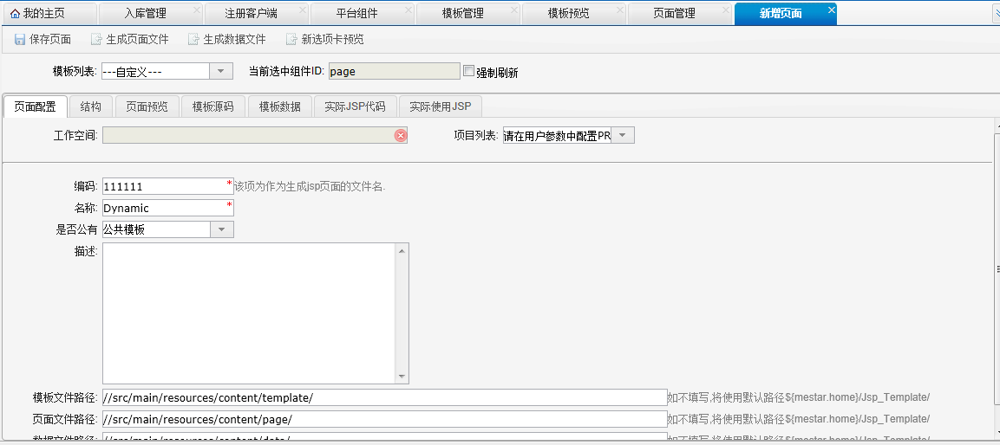 我的主页 入库管理 注册客户端 平台组件 模板管理 模板预览 页面管理 新增页面
保存页面 生成页面文件 生成数据文件 新选项卡预览
模板列表: ---自定义--- 当前选中组件ID: page 强制刷新
页面配置 结构 页面预览 模板源码 模板数据 实际JSP代码 实际使用JSP
工作空间: 项目列表: 请在用户参数中配置PR
编码: 111111 * 该项为作为生成jsp页面的文件名.
名称: Dynamic *
是否公有 公共模板
描述:
模板文件路径: //src/main/resources/content/template/ 如不填写,将使用默认路径${mestar.home}/Jsp_Template/
页面文件路径: //src/main/resources/content/page/ 如不填写,将使用默认路径${mestar.home}/Jsp_Template/
数据文件路径: //src/main/resources/content/data/ 如不填写,将使用默认路径${mestar.home}/Jsp_Template/